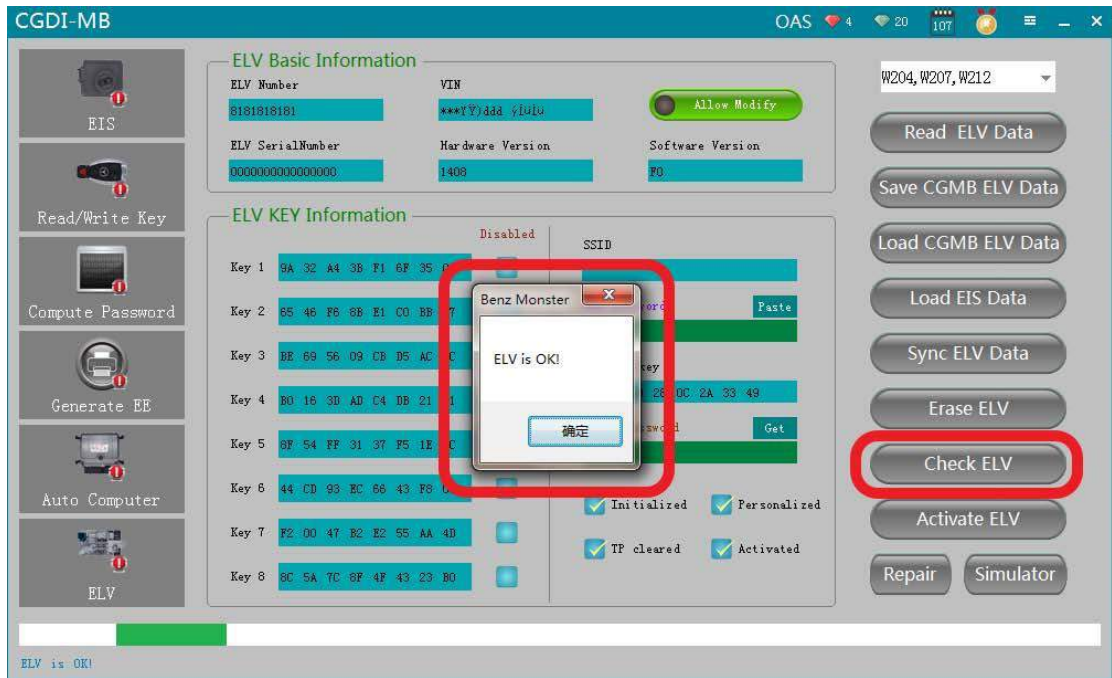 CGDI-MB
OAS 4 20 107
ELV Basic Information
ELV Number VIN
8181818181
Allow Modify
ELV SerialNumber Hardware Version Software Version
0000000000000000 1408 F0
ELV KEY Information
Disabled
SSID
Key 1 9A 32 A4 3B F1 6F 35
Key 2 65 46 F6 8B E1 C0 BB
Paste
Key 3 BE 69 56 09 CB D5 AC
Key 4 B0 16 3D AD C4 DB 21
0C 2A 33 49
Key 5 8F 54 FF 31 37 F5 1E
Get
Key 6 44 CD 93 EC 66 43 F8
Key 7 F2 00 47 B2 E2 55 AA 4D
Key 8 8C 5A 7C 8F 4F 43 23 B0
Initialized Personalized
TP cleared Activated
Benz Monster
ELV is OK!
确定
EIS
Read/Write Key
Compute Password
Generate EE
Auto Computer
ELV
W204,W207,W212
Read ELV Data
Save CGMB ELV Data
Load CGMB ELV Data
Load EIS Data
Sync ELV Data
Erase ELV
Check ELV
Activate ELV
Repair Simulator
ELV is OK!